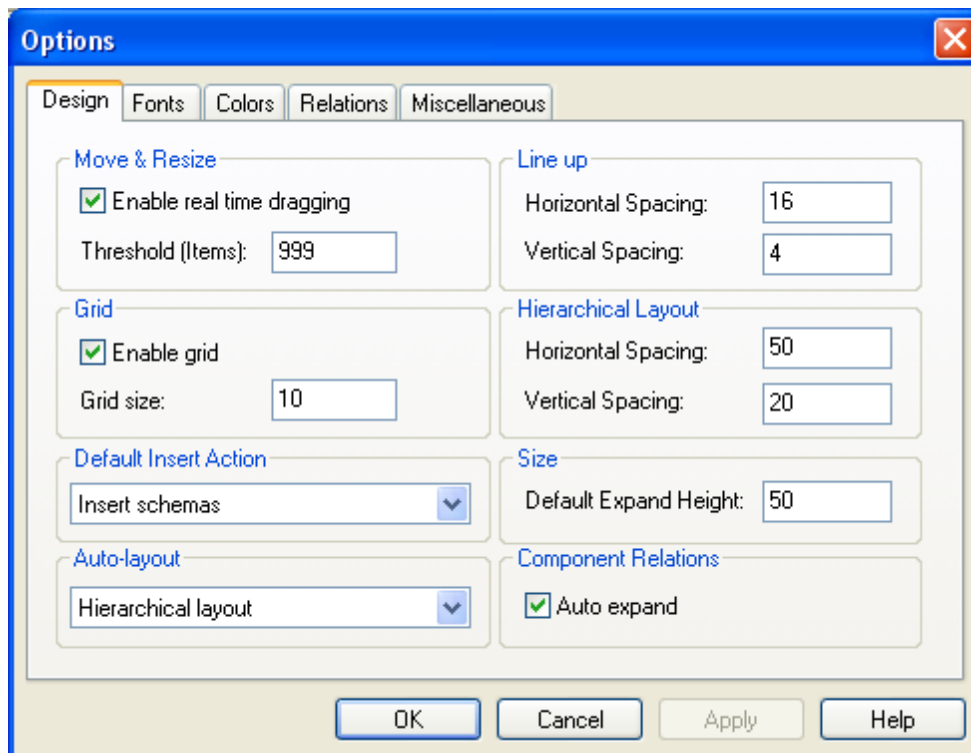 Options
Design Fonts Colors Relations Miscellaneous
Move & Resize
Enable real time dragging
Threshold (Items): 999
Line up
Horizontal Spacing: 16
Vertical Spacing: 4
Grid
Enable grid
Grid size: 10
Hierarchical Layout
Horizontal Spacing: 50
Vertical Spacing: 20
Default Insert Action
Insert schemas
Size
Default Expand Height: 50
Auto-layout
Hierarchical layout
Component Relations
Auto expand
OK Cancel Apply Help